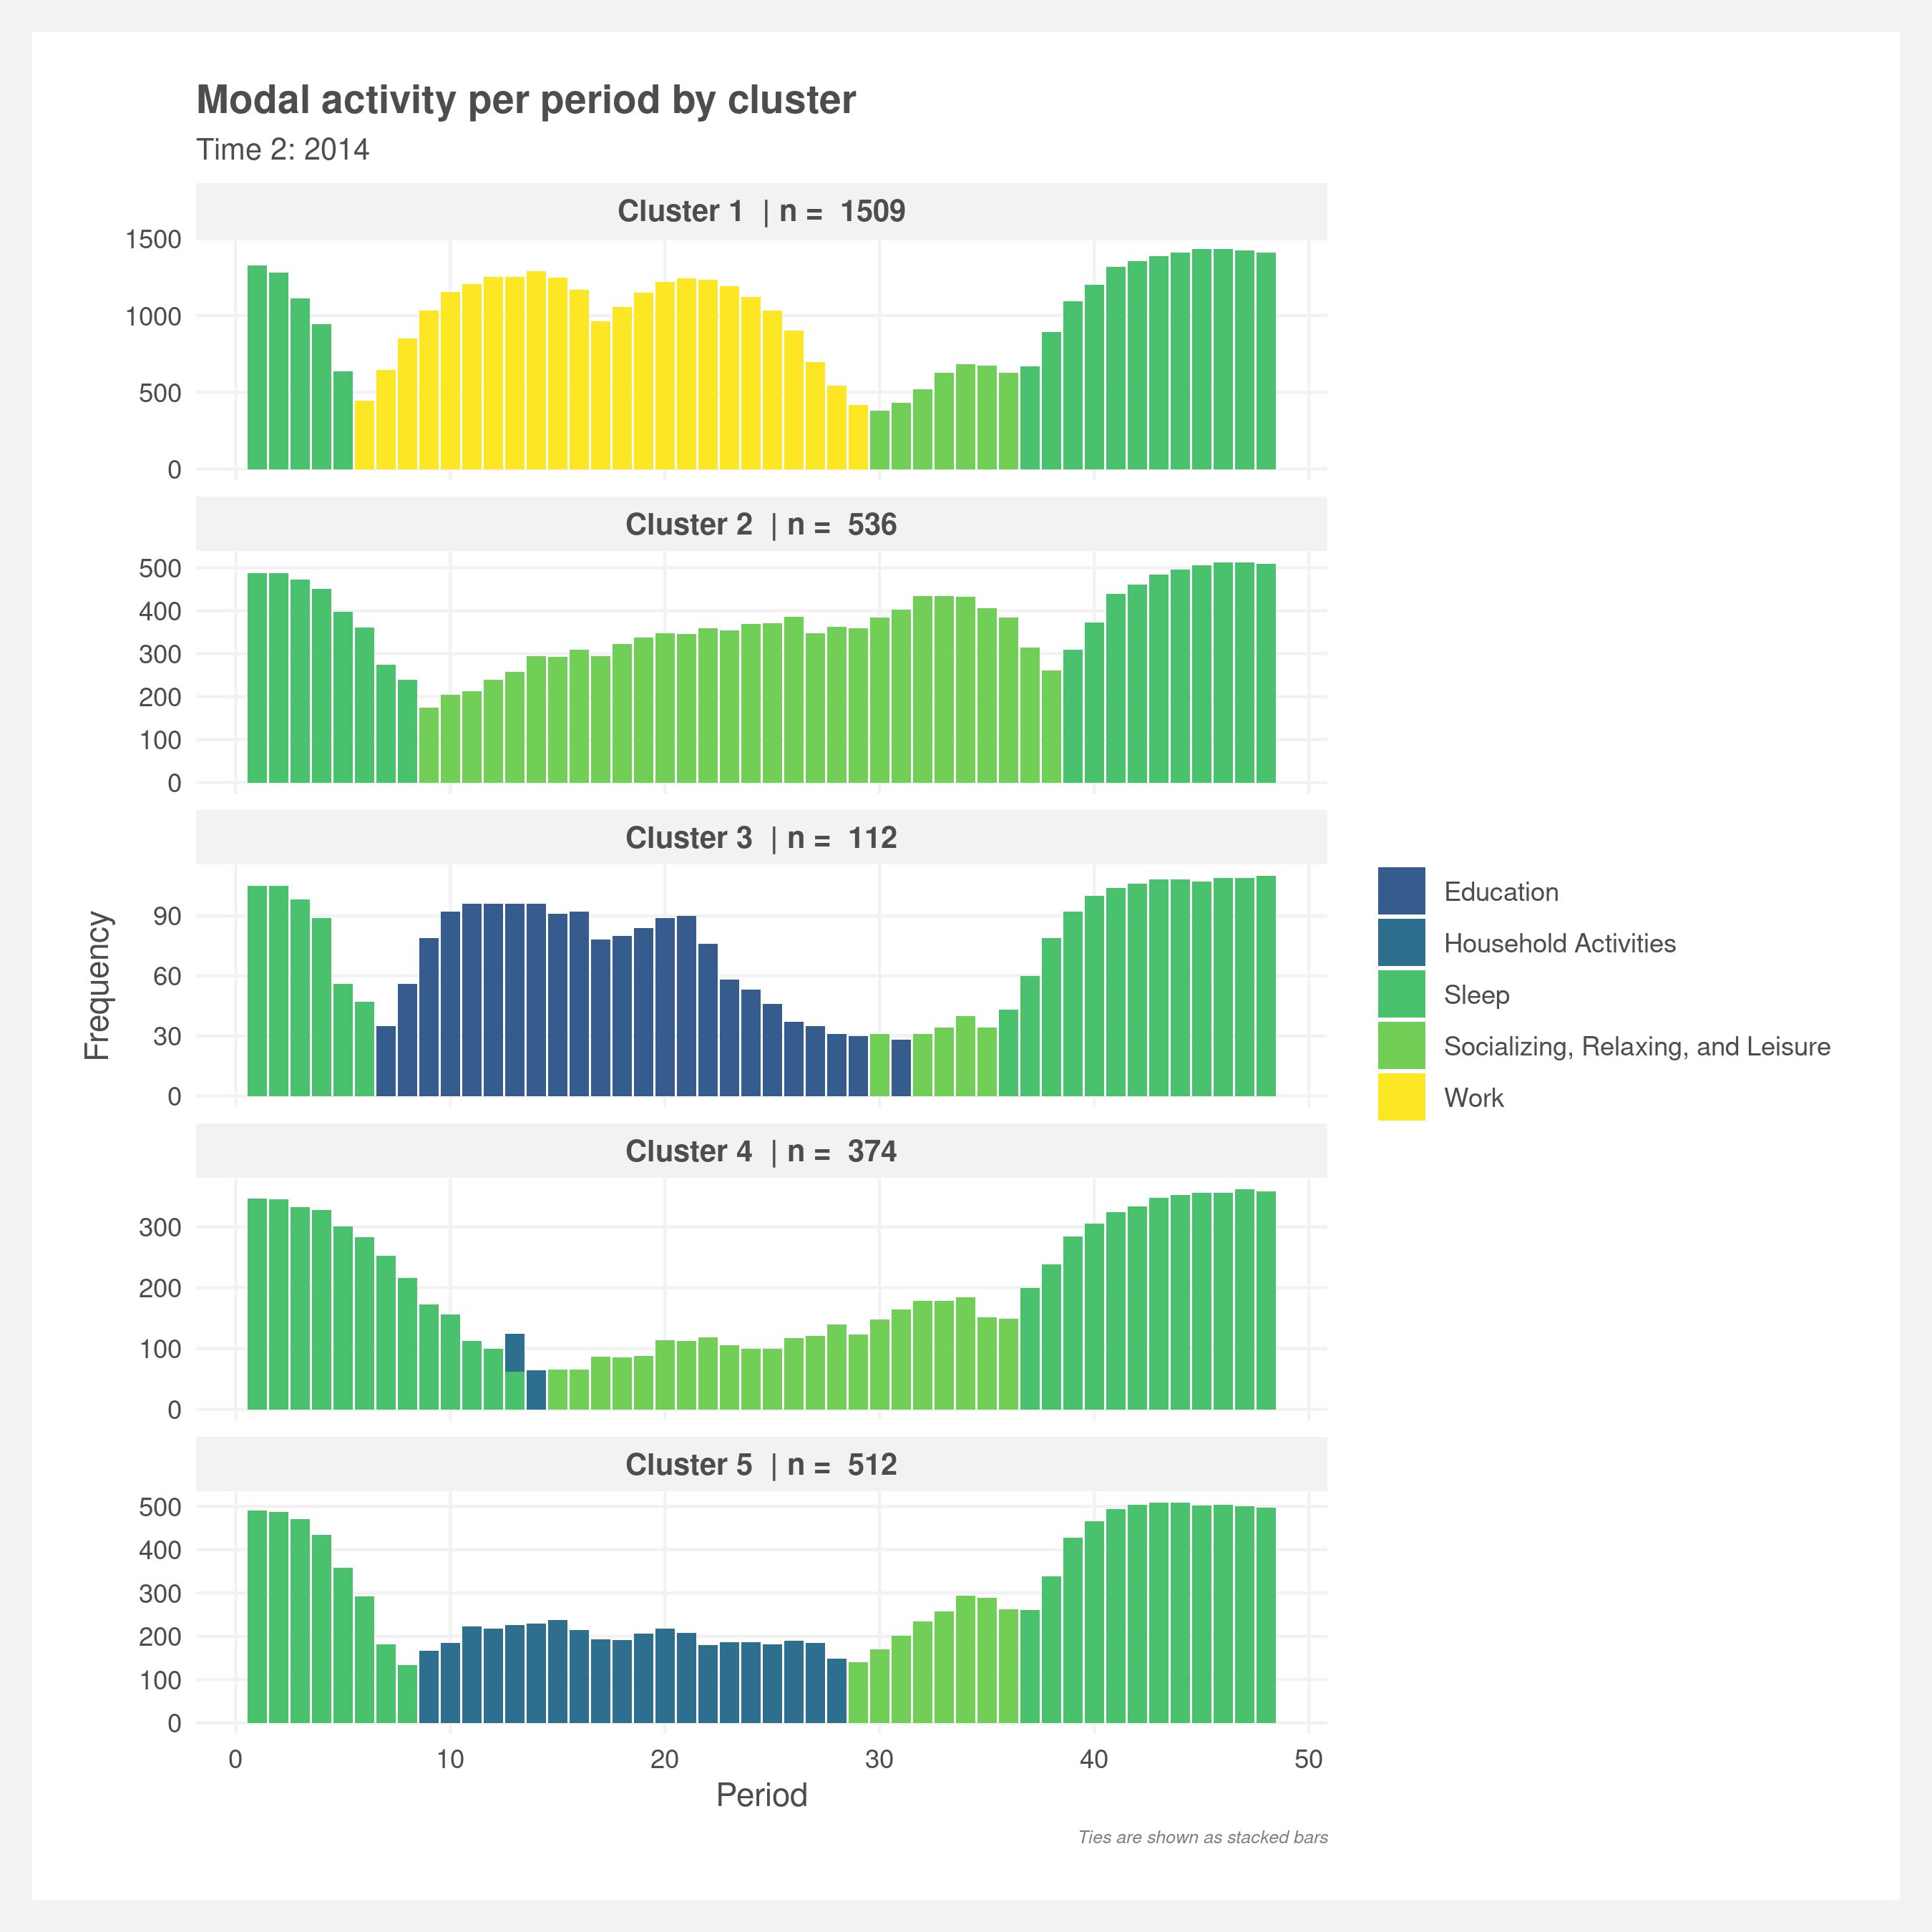 Modal activity per period by cluster
Time 2: 2014
Cluster 1 | n = 1509
1500
1000
500
0
Cluster 2 | n = 536
500
400
300
200
100
0
Cluster 3 | n = 112
90
60
30
0
Cluster 4 | n = 374
300
200
100
0
Cluster 5 | n = 512
500
400
300
200
100
0
0 10 20 30 40 50
Period
Frequency
Education
Household Activities
Sleep
Socializing, Relaxing, and Leisure
Work
Ties are shown as stacked bars